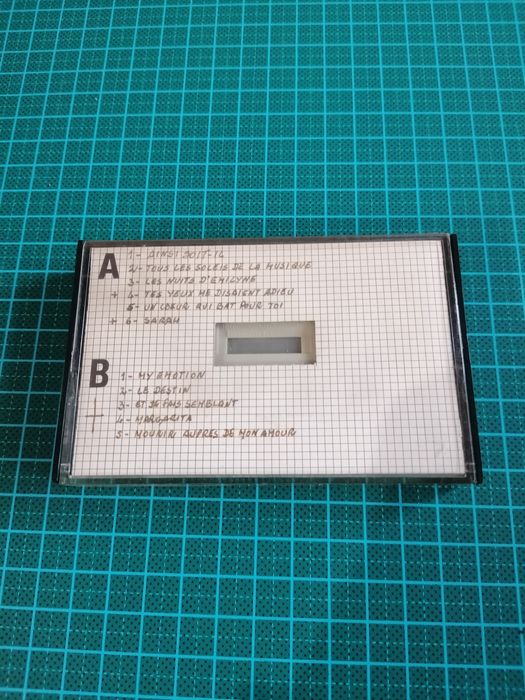 A
1- AINSI SOIT-IL
2- TOUS LES SOLEIS DE LA MUSIQUE
3- LES NUITS D'EMILYNE
+ 4- TES YEUX ME DISAIENT ADIEU
5- UN COEUR QUI BAT POUR TOI
+ 6- SARAH
B
1- MY EMOTION
2- LE DESTIN
3- ET JE FAIS SEMBLANT
4- MARGARITA
5- MOURIR AUPRES DE MON AMOUR